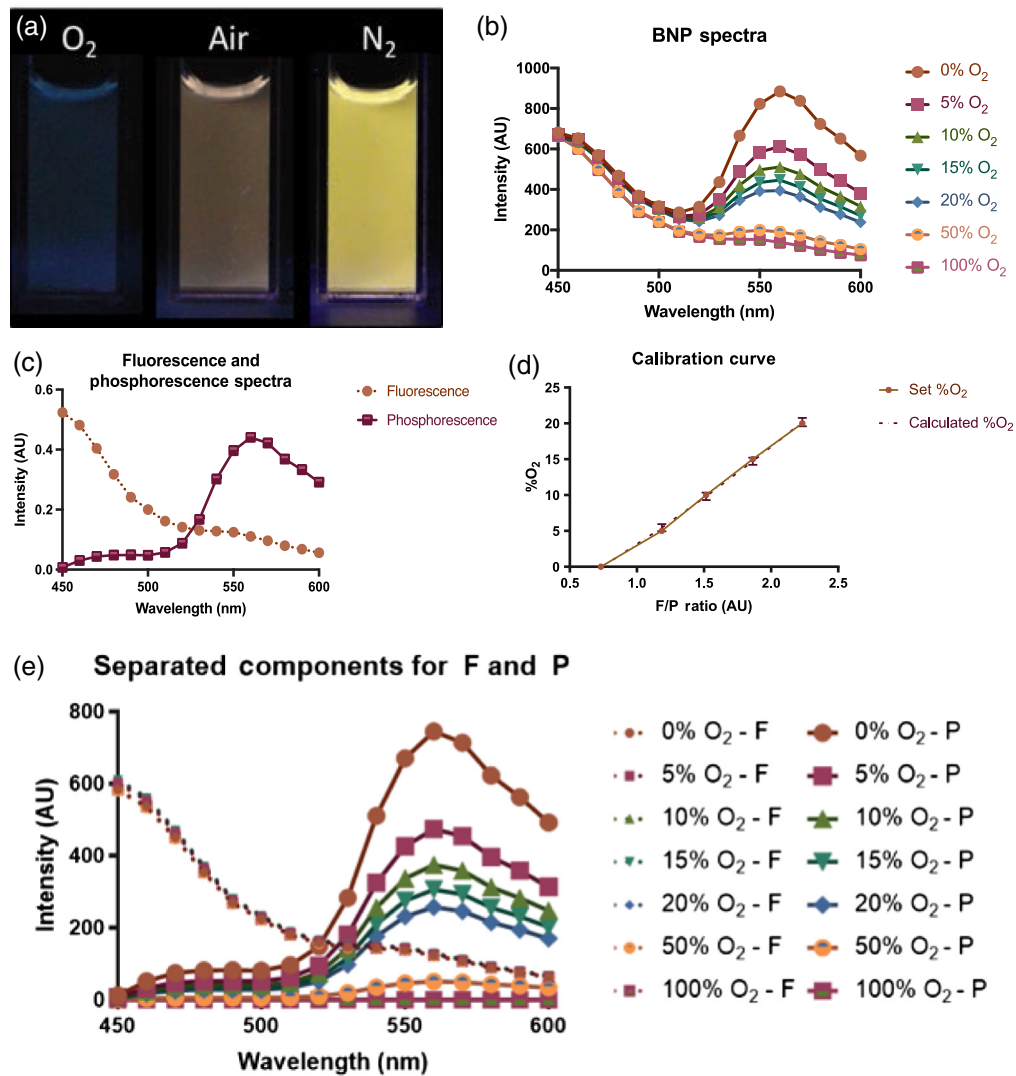 (a)
O₂ Air N₂
(b)
BNP spectra
Intensity (AU)
1000
800
600
400
200
0
450 500 550 600
Wavelength (nm)
0% O₂
5% O₂
10% O₂
15% O₂
20% O₂
50% O₂
100% O₂
(c)
Fluorescence and
phosphorescence spectra
Intensity (AU)
0.6
0.4
0.2
0.0
450 500 550 600
Wavelength (nm)
Fluorescence
Phosphorescence
(d)
Calibration curve
%O₂
25
20
15
10
5
0
0.5 1.0 1.5 2.0 2.5
F/P ratio (AU)
Set %O₂
Calculated %O₂
(e)
Separated components for F and P
Intensity (AU)
800
600
400
200
0
450 500 550 600
Wavelength (nm)
0% O₂ - F 0% O₂ - P
5% O₂ - F 5% O₂ - P
10% O₂ - F 10% O₂ - P
15% O₂ - F 15% O₂ - P
20% O₂ - F 20% O₂ - P
50% O₂ - F 50% O₂ - P
100% O₂ - F 100% O₂ - P